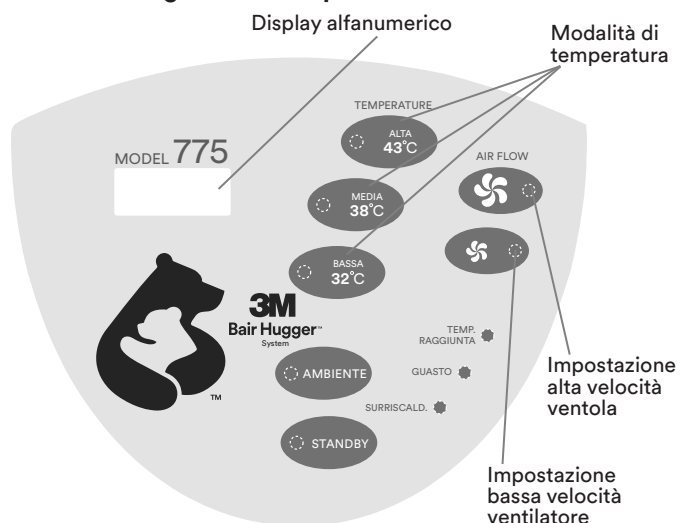 Display alfanumerico
Modalità di
temperatura
TEMPERATURE
MODEL 775
ALTA
43°C
AIR FLOW
MEDIA
38°C
BASSA
32°C
3M
Bair Hugger™
System
TEMP.
RAGGIUNTA
AMBIENTE
GUASTO
™
SURRISCALD.
STANDBY
Impostazione
alta velocità
ventola
Impostazione
bassa velocità
ventilatore